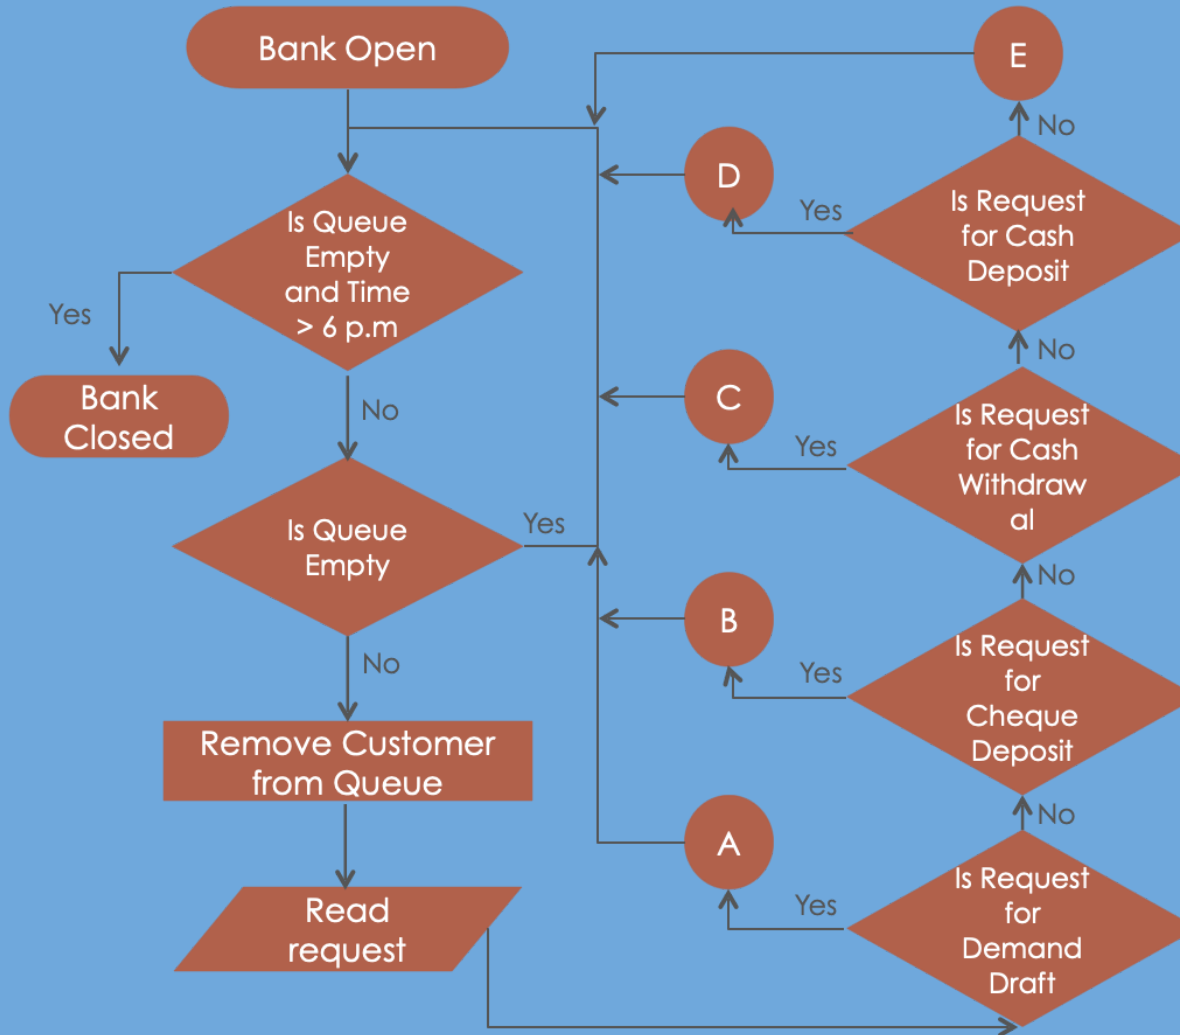 Bank Open
Is Queue
Empty
and Time
> 6 p.m
Yes
Bank
Closed
No
Is Queue
Empty
Yes
No
Remove Customer
from Queue
Read
request
Is Request
for
Demand
Draft
Yes
A
No
Is Request
for
Cheque
Deposit
Yes
B
No
Is Request
for Cash
Withdraw
al
Yes
C
No
Is Request
for Cash
Deposit
Yes
D
No
E